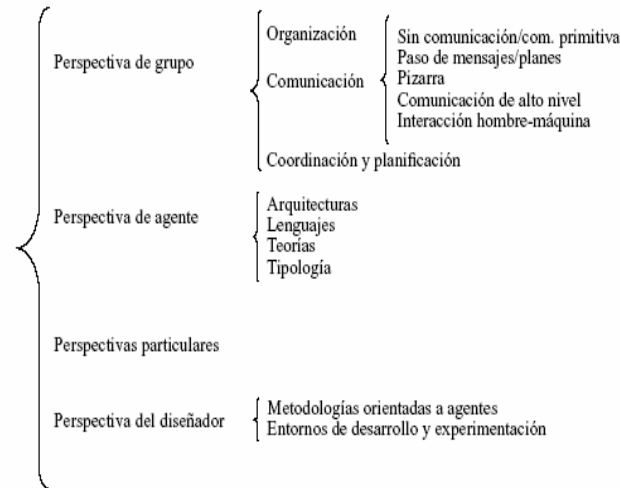 Perspectiva de grupo
Organización
Comunicación
Sin comunicación/com. primitiva
Paso de mensajes/planes
Pizarra
Comunicación de alto nivel
Interacción hombre-máquina
Coordinación y planificación
Perspectiva de agente
Arquitecturas
Lenguajes
Teorías
Tipología
Perspectivas particulares
Perspectiva del diseñador
Metodologías orientadas a agentes
Entornos de desarrollo y experimentación